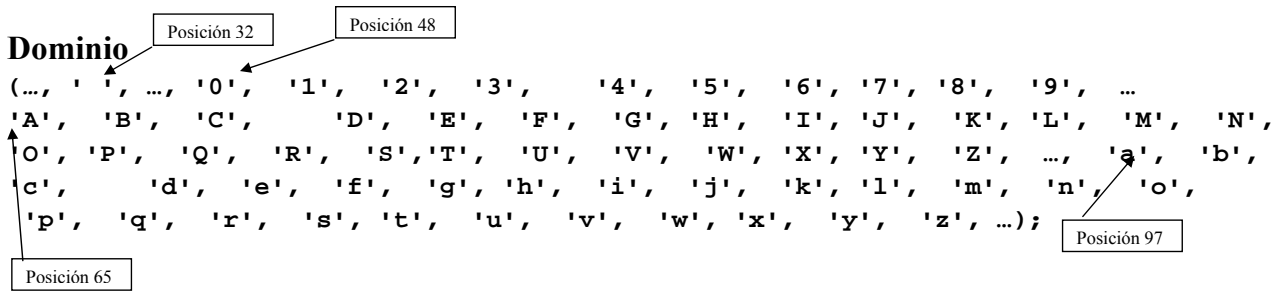 Posición 32
Posición 48
Dominio
(…, ' ', …, '0', '1', '2', '3', '4', '5', '6', '7', '8', '9', …
'A', 'B', 'C', 'D', 'E', 'F', 'G', 'H', 'I', 'J', 'K', 'L', 'M', 'N',
'O', 'P', 'Q', 'R', 'S','T', 'U', 'V', 'W', 'X', 'Y', 'Z', …, 'a', 'b',
'c', 'd', 'e', 'f', 'g', 'h', 'i', 'j', 'k', 'l', 'm', 'n', 'o',
'p', 'q', 'r', 's', 't', 'u', 'v', 'w', 'x', 'y', 'z', …);
Posición 97
Posición 65